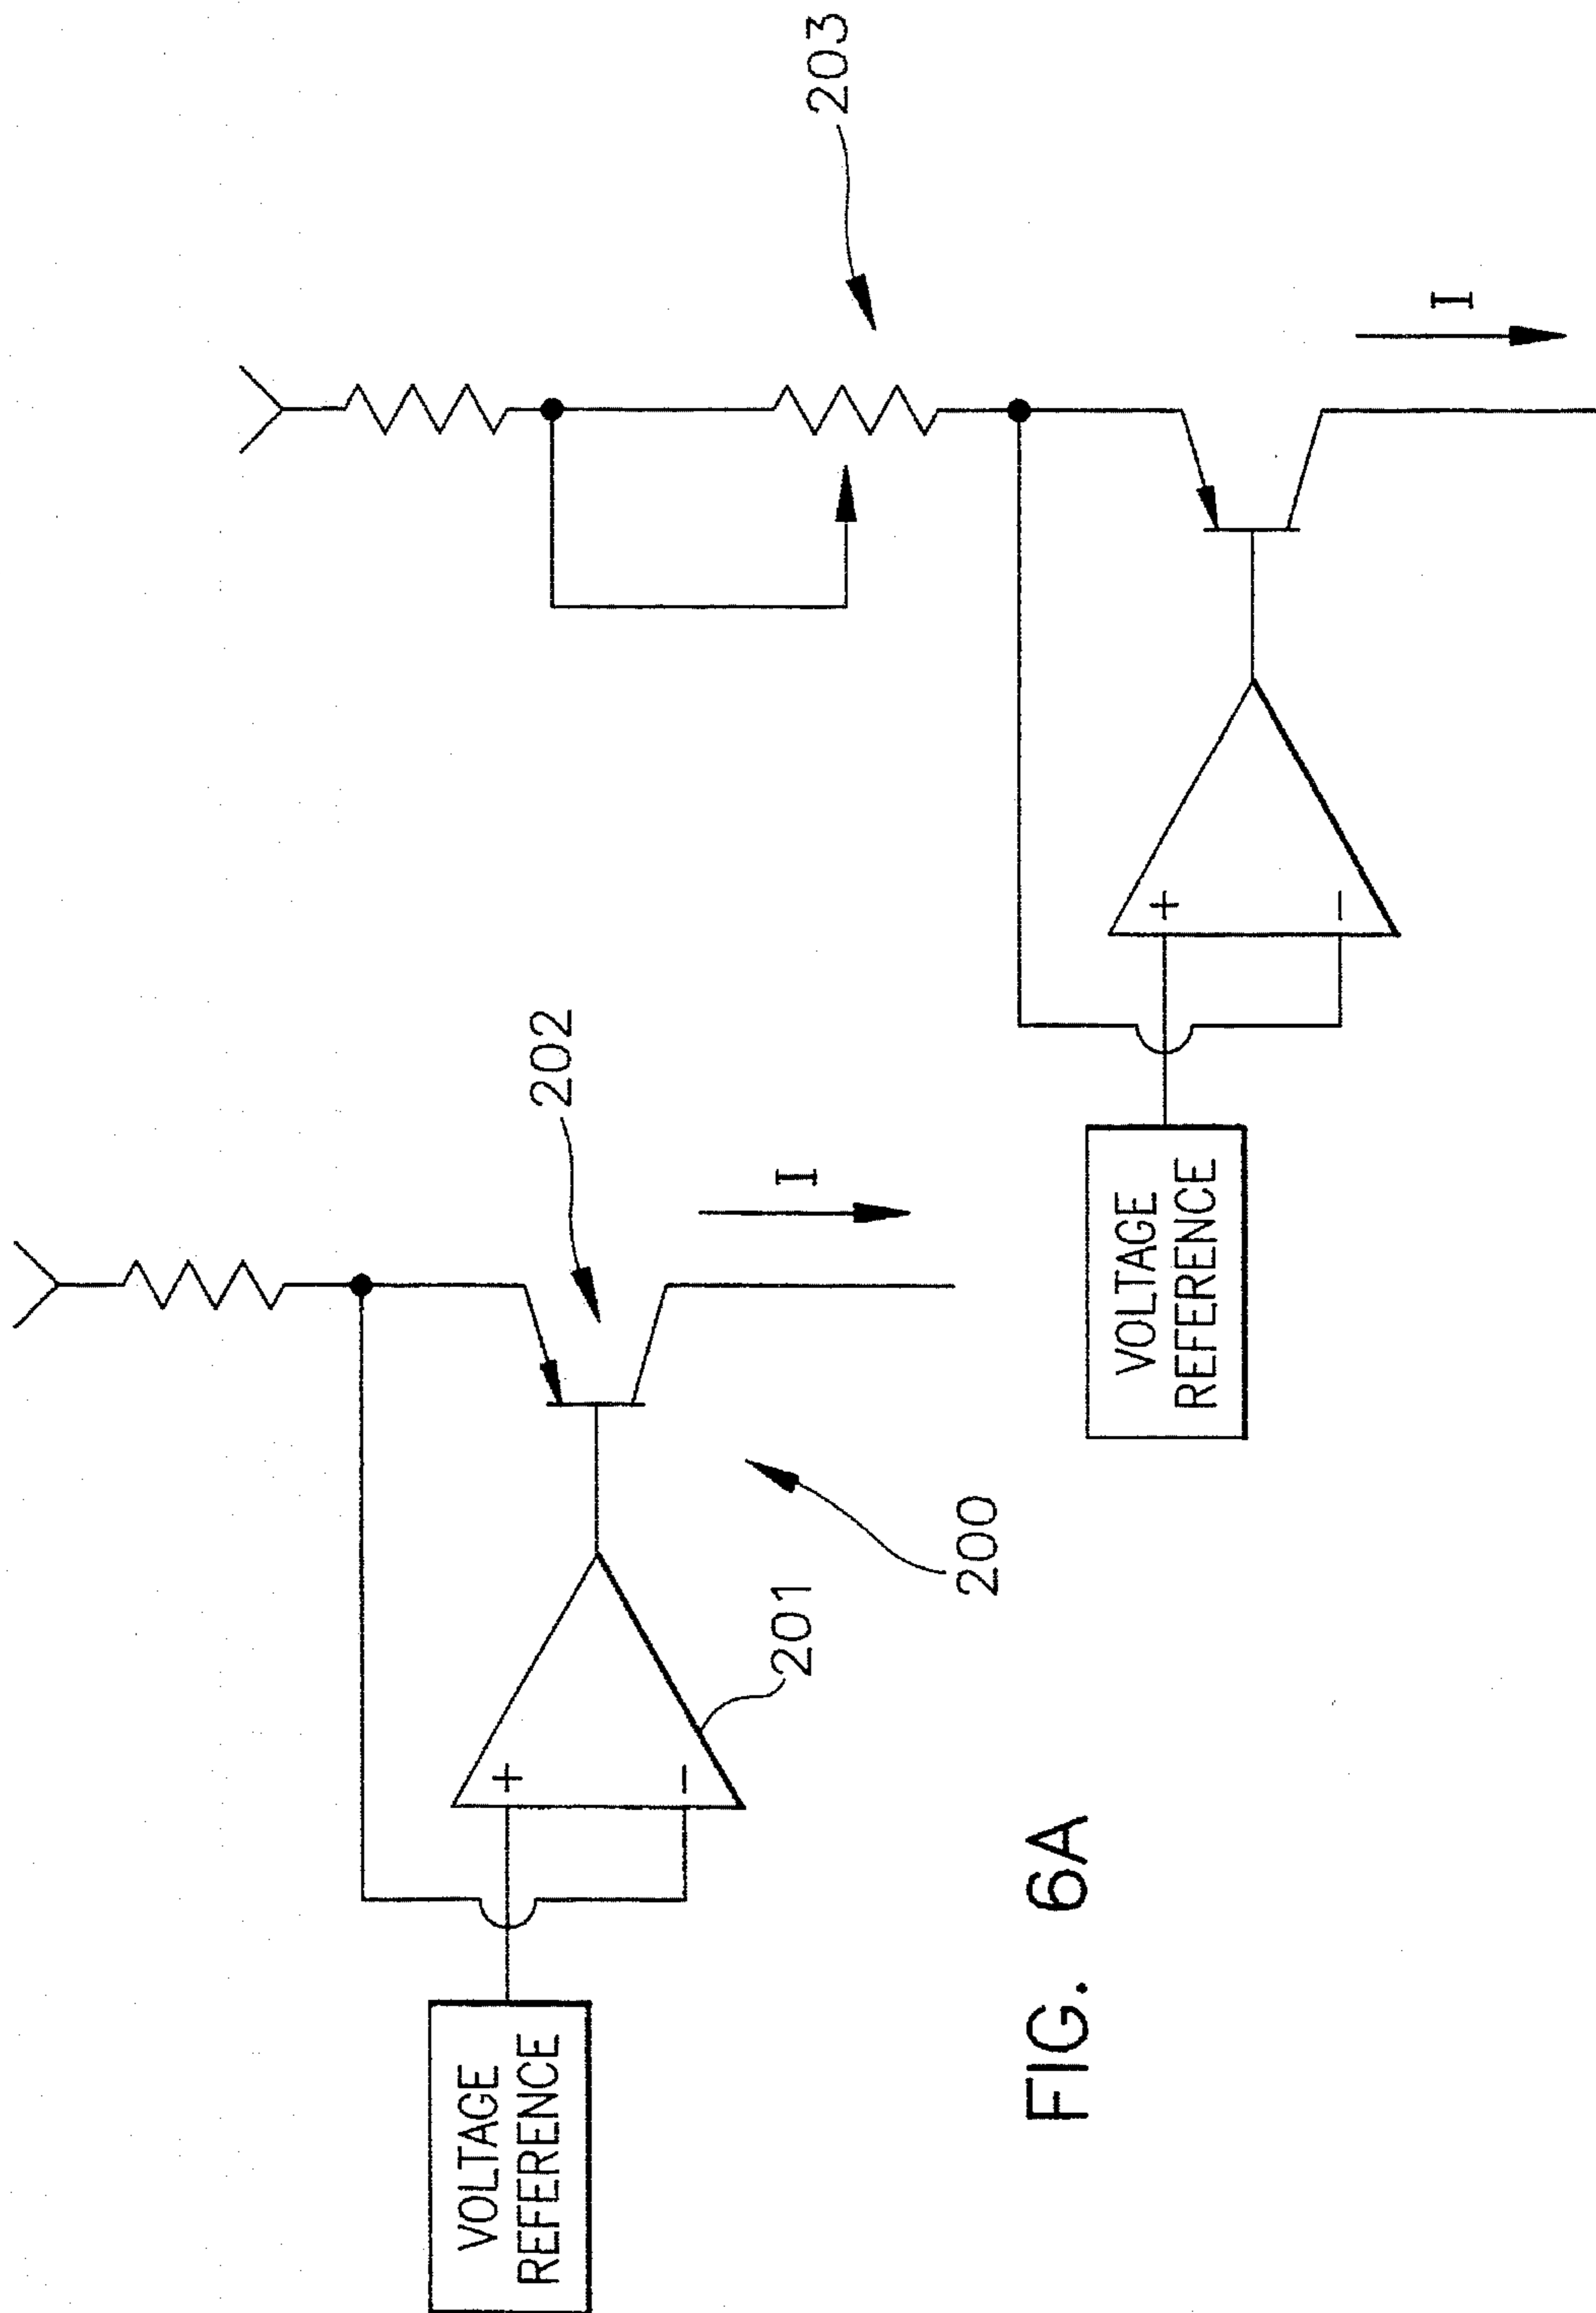 VOLTAGE
REFERENCE
+
-
201
200
202
I
FIG. 6A
VOLTAGE
REFERENCE
+
-
203
I